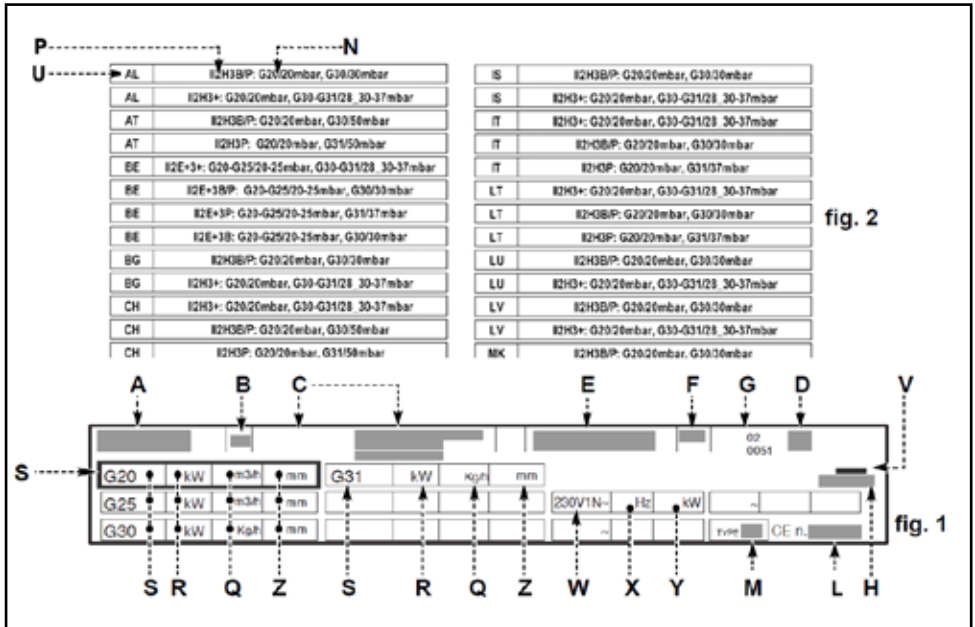 P N
U
AL II2H3B/P: G20/20mbar, G30/30mbar
AL II2H3+: G20/20mbar, G30-G31/28_30-37mbar
AT II2H3B/P: G20/20mbar, G30/50mbar
AT II2H3P: G20/20mbar, G31/50mbar
BE II2E+3+: G20-G25/20-25mbar, G30-G31/28_30-37mbar
BE II2E+3B/P: G20-G25/20-25mbar, G30/30mbar
BE II2E+3P: G20-G25/20-25mbar, G31/37mbar
BE II2E+3B: G20-G25/20-25mbar, G30/30mbar
BG II2H3B/P: G20/20mbar, G30/30mbar
BG II2H3+: G20/20mbar, G30-G31/28_30-37mbar
CH II2H3+: G20/20mbar, G30-G31/28_30-37mbar
CH II2H3B/P: G20/20mbar, G30/50mbar
CH II2H3P: G20/20mbar, G31/50mbar
IS II2H3B/P: G20/20mbar, G30/30mbar
IS II2H3+: G20/20mbar, G30-G31/28_30-37mbar
IT II2H3+: G20/20mbar, G30-G31/28_30-37mbar
IT II2H3B/P: G20/20mbar, G30/30mbar
IT II2H3P: G20/20mbar, G31/37mbar
LT II2H3+: G20/20mbar, G30-G31/28_30-37mbar
LT II2H3B/P: G20/20mbar, G30/30mbar
LT II2H3P: G20/20mbar, G31/37mbar
LU II2H3B/P: G20/20mbar, G30/30mbar
LU II2H3+: G20/20mbar, G30-G31/28_30-37mbar
LV II2H3B/P: G20/20mbar, G30/30mbar
LV II2H3+: G20/20mbar, G30-G31/28_30-37mbar
MK II2H3B/P: G20/20mbar, G30/30mbar
fig. 2
A B C E F G D V
02
0051
S
G20 kW m3/h mm G31 kW Kg/h mm
G25 kW m3/h mm 230V1N~ Hz kW ~
G30 kW Kg/h mm ~ TYPE CE n.
fig. 1
S R Q Z S R Q Z W X Y M L H